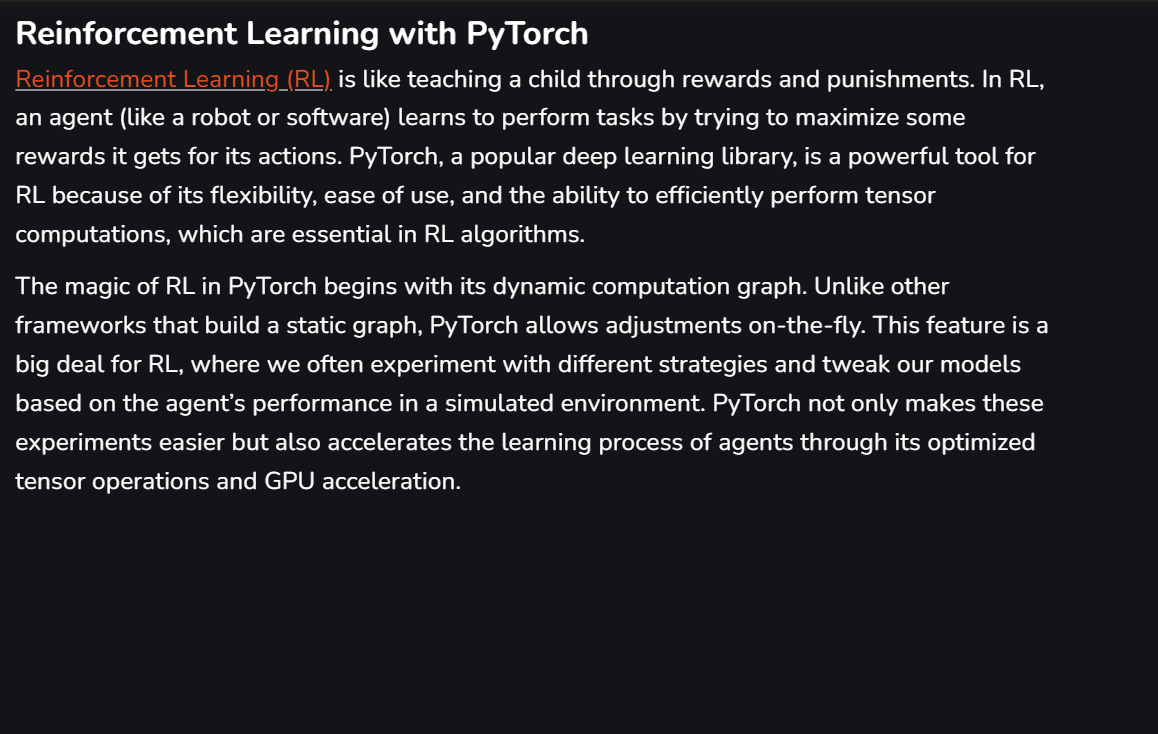 Reinforcement Learning with PyTorch
Reinforcement Learning (RL) is like teaching a child through rewards and punishments. In RL,
an agent (like a robot or software) learns to perform tasks by trying to maximize some
rewards it gets for its actions. PyTorch, a popular deep learning library, is a powerful tool for
RL because of its flexibility, ease of use, and the ability to efficiently perform tensor
computations, which are essential in RL algorithms.
The magic of RL in PyTorch begins with its dynamic computation graph. Unlike other
frameworks that build a static graph, PyTorch allows adjustments on-the-fly. This feature is a
big deal for RL, where we often experiment with different strategies and tweak our models
based on the agent’s performance in a simulated environment. PyTorch not only makes these
experiments easier but also accelerates the learning process of agents through its optimized
tensor operations and GPU acceleration.